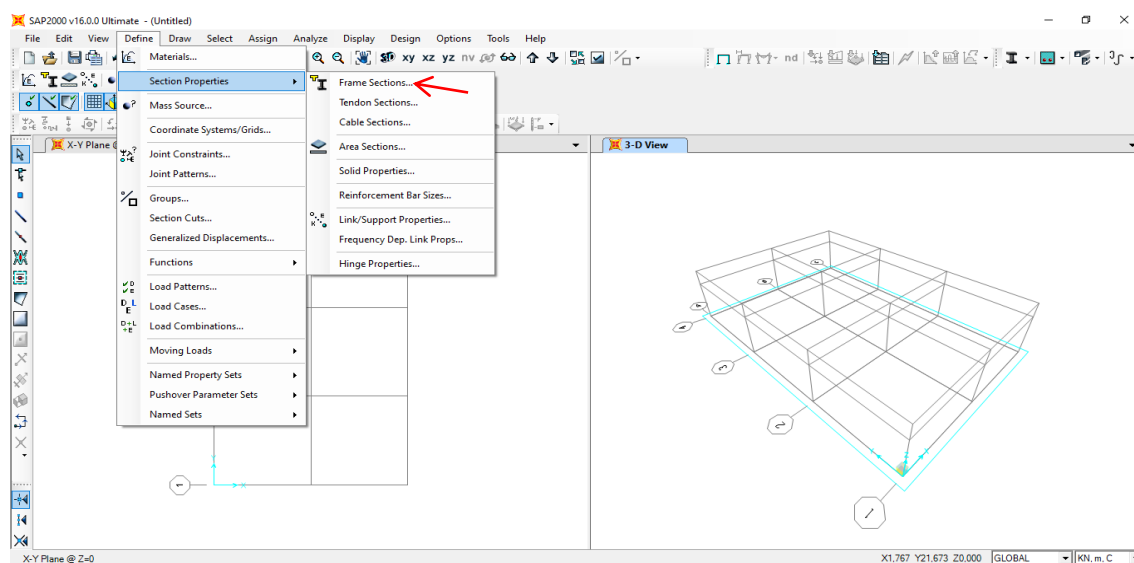 SAP2000 v16.0.0 Ultimate - (Untitled)
File Edit View Define Draw Select Assign Analyze Display Design Options Tools Help
xy xz yz nv
nd
Materials...
Section Properties
Mass Source...
Coordinate Systems/Grids...
Joint Constraints...
Joint Patterns...
Groups...
Section Cuts...
Generalized Displacements...
Functions
Load Patterns...
Load Cases...
Load Combinations...
Moving Loads
Named Property Sets
Pushover Parameter Sets
Named Sets
Frame Sections...
Tendon Sections...
Cable Sections...
Area Sections...
Solid Properties...
Reinforcement Bar Sizes...
Link/Support Properties...
Frequency Dep. Link Props...
Hinge Properties...
X-Y Plane
3-D View
1
Y
X
A
3
2
1
X-Y Plane @ Z=0
X1,767 Y21,673 Z0,000
GLOBAL
KN, m, C